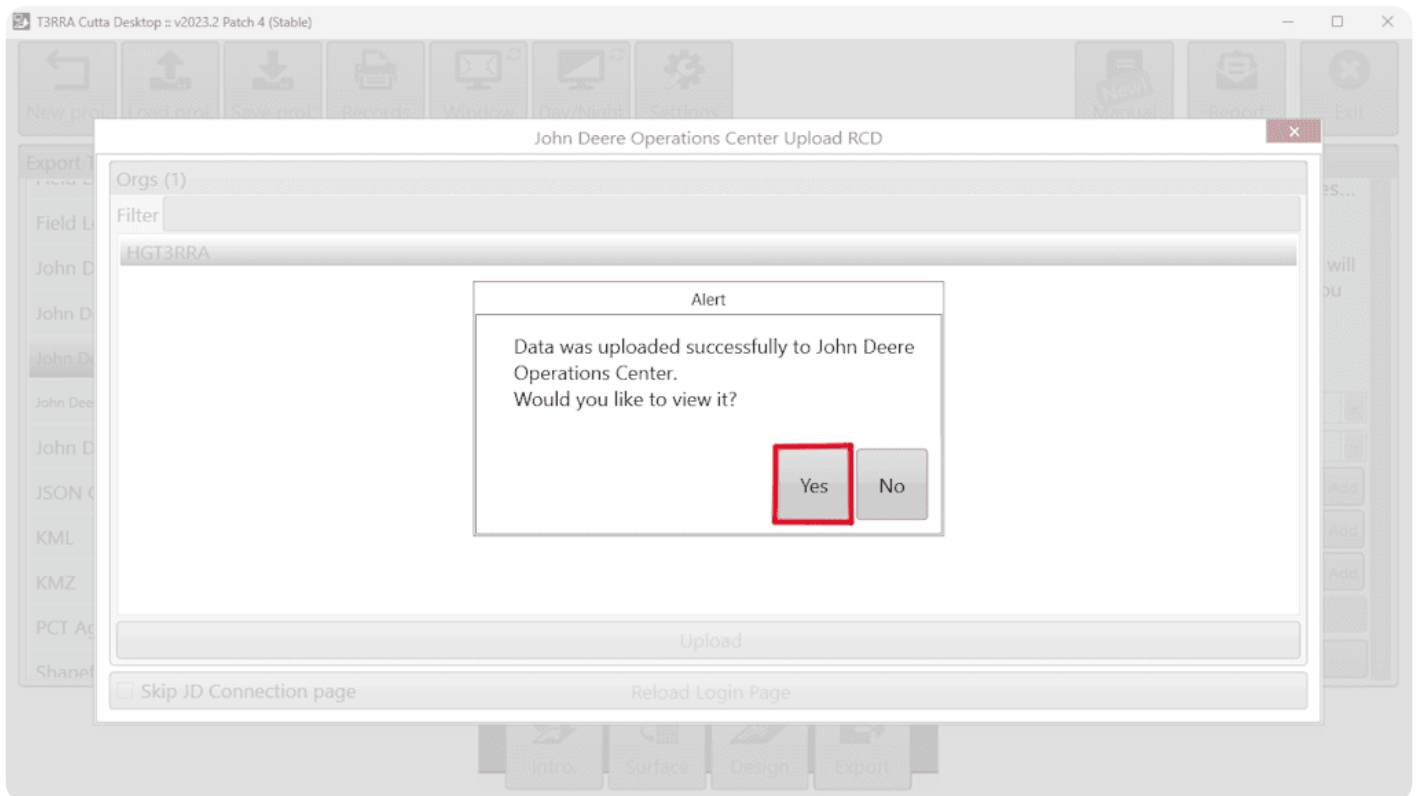 T3RRA Cutta Desktop :: v2023.2 Patch 4 (Stable)
New proj. Load proj. Save proj. Records Window Day/Night Settings New! Manual Report Exit
John Deere Operations Center Upload RCD
Export T
Orgs (1)
es...
Filter
Field L
HGT3RRA
John D
will
Alert
John D
Data was uploaded successfully to John Deere
Operations Center.
Would you like to view it?
John De
John Dee
John D
Yes No
JSON
Add
KML
Add
KMZ
Add
PCT Ag
Upload
Shapef
Skip JD Connection page
Reload Login Page
Intro. Surface Design Export